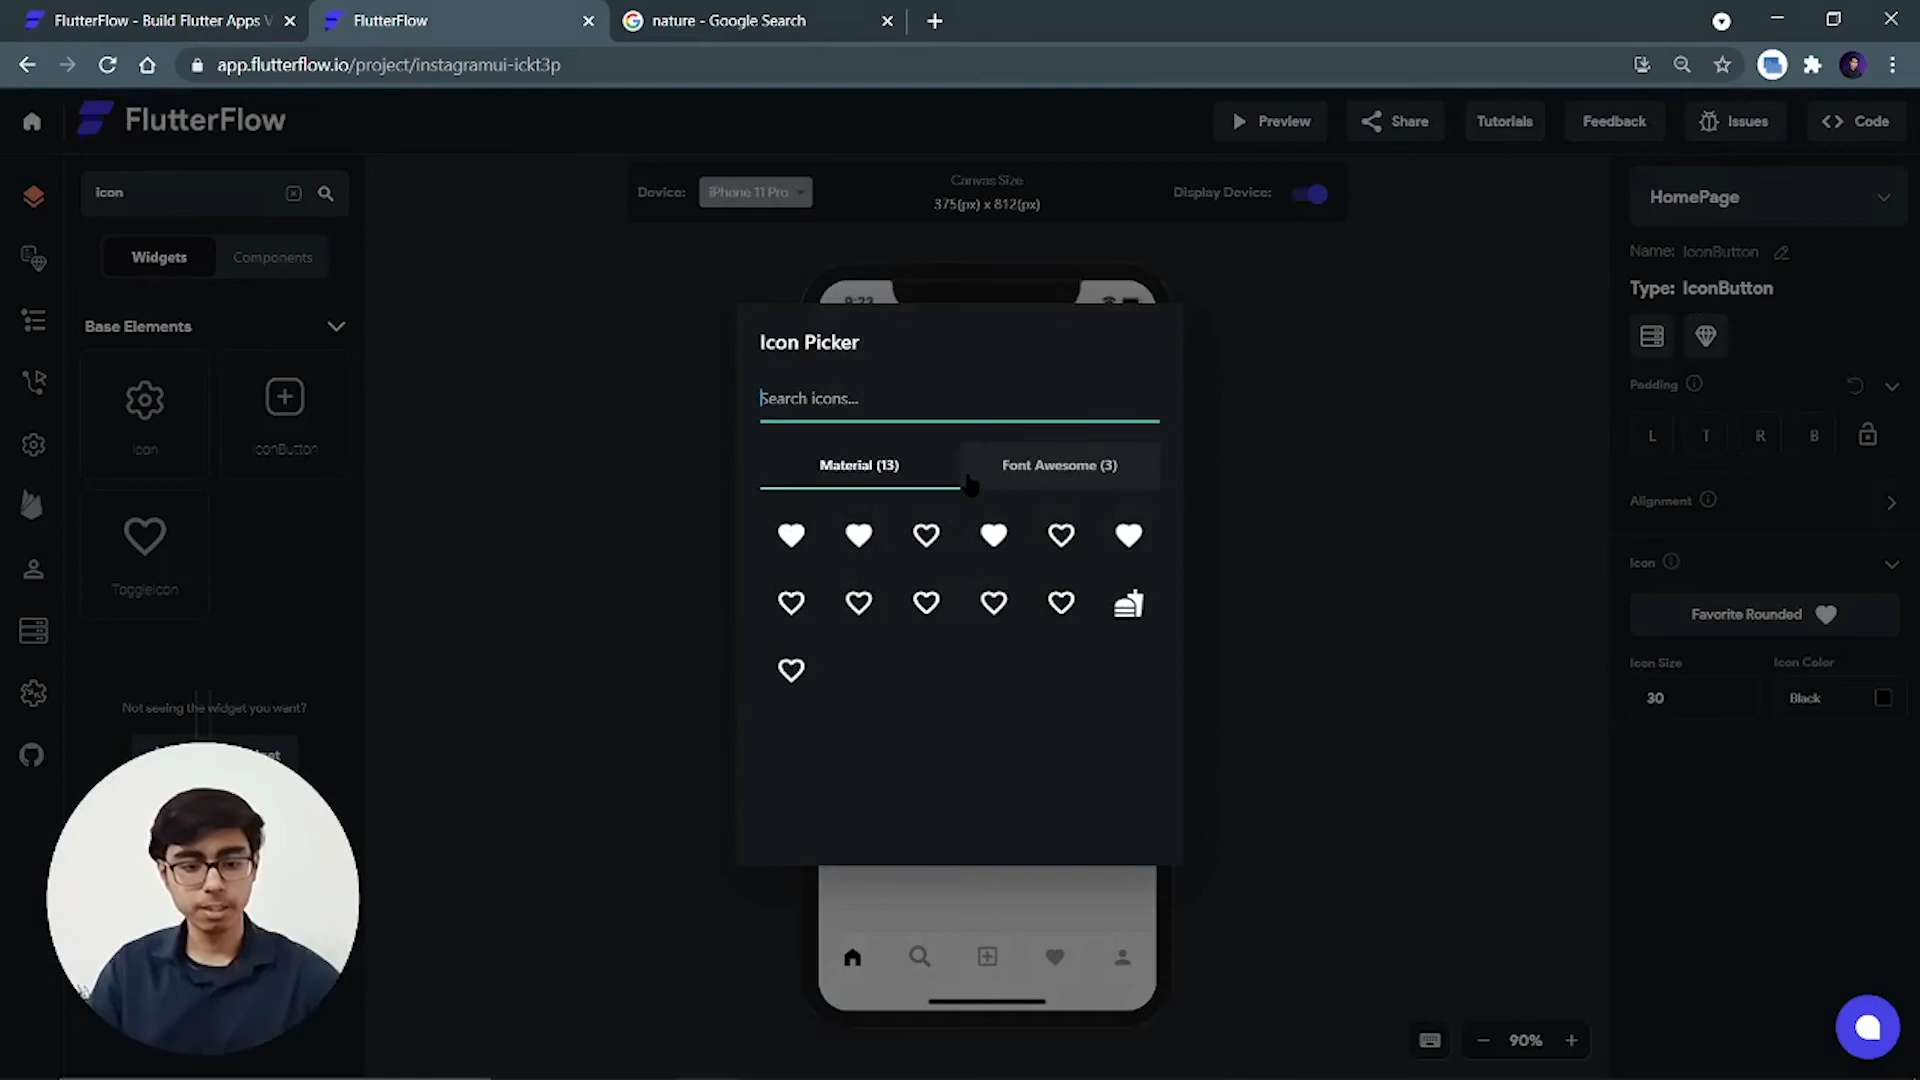 FlutterFlow - Build Flutter Apps V
FlutterFlow
nature - Google Search
app.flutterflow.io/project/instagramui-ickt3p
FlutterFlow
Preview
Share
Tutorials
Feedback
Issues
Code
icon
Device:
iPhone 11 Pro
Canvas Size
375(px) x 812(px)
Display Device:
HomePage
Widgets
Components
Name: IconButton
Type: IconButton
Base Elements
9:23
Icon Picker
Search icons...
Padding
L
T
R
B
Icon
IconButton
Material (13)
Font Awesome (3)
Alignment
Icon
ToggleIcon
Favorite Rounded
Icon Size
Icon Color
30
Black
Not seeing the widget you want?
90%